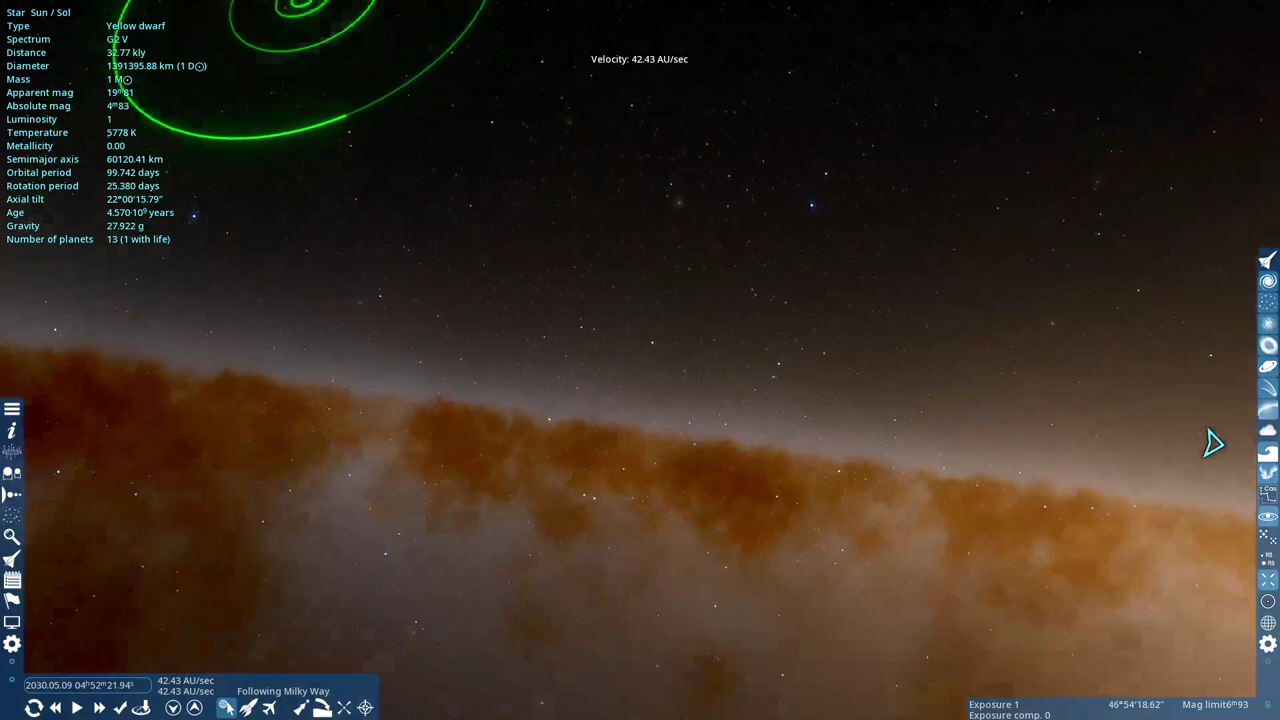 Star Sun / Sol
Type Yellow dwarf
Spectrum G2 V
Distance 32.77 kly
Diameter 1391395.88 km (1 D☉)
Mass 1 M☉
Apparent mag 19ᵐ81
Absolute mag 4ᵐ83
Luminosity 1
Temperature 5778 K
Metallicity 0.00
Semimajor axis 60120.41 km
Orbital period 99.742 days
Rotation period 25.380 days
Axial tilt 22°00'15.79"
Age 4.570·10⁹ years
Gravity 27.922 g
Number of planets 13 (1 with life)
Velocity: 42.43 AU/sec
RS
RS
2030.05.09 04ʰ52ᵐ21.94ˢ
42.43 AU/sec
42.43 AU/sec
Following Milky Way
Exposure 1
Exposure comp. 0
46°54'18.62"
Mag limit6ᵐ93